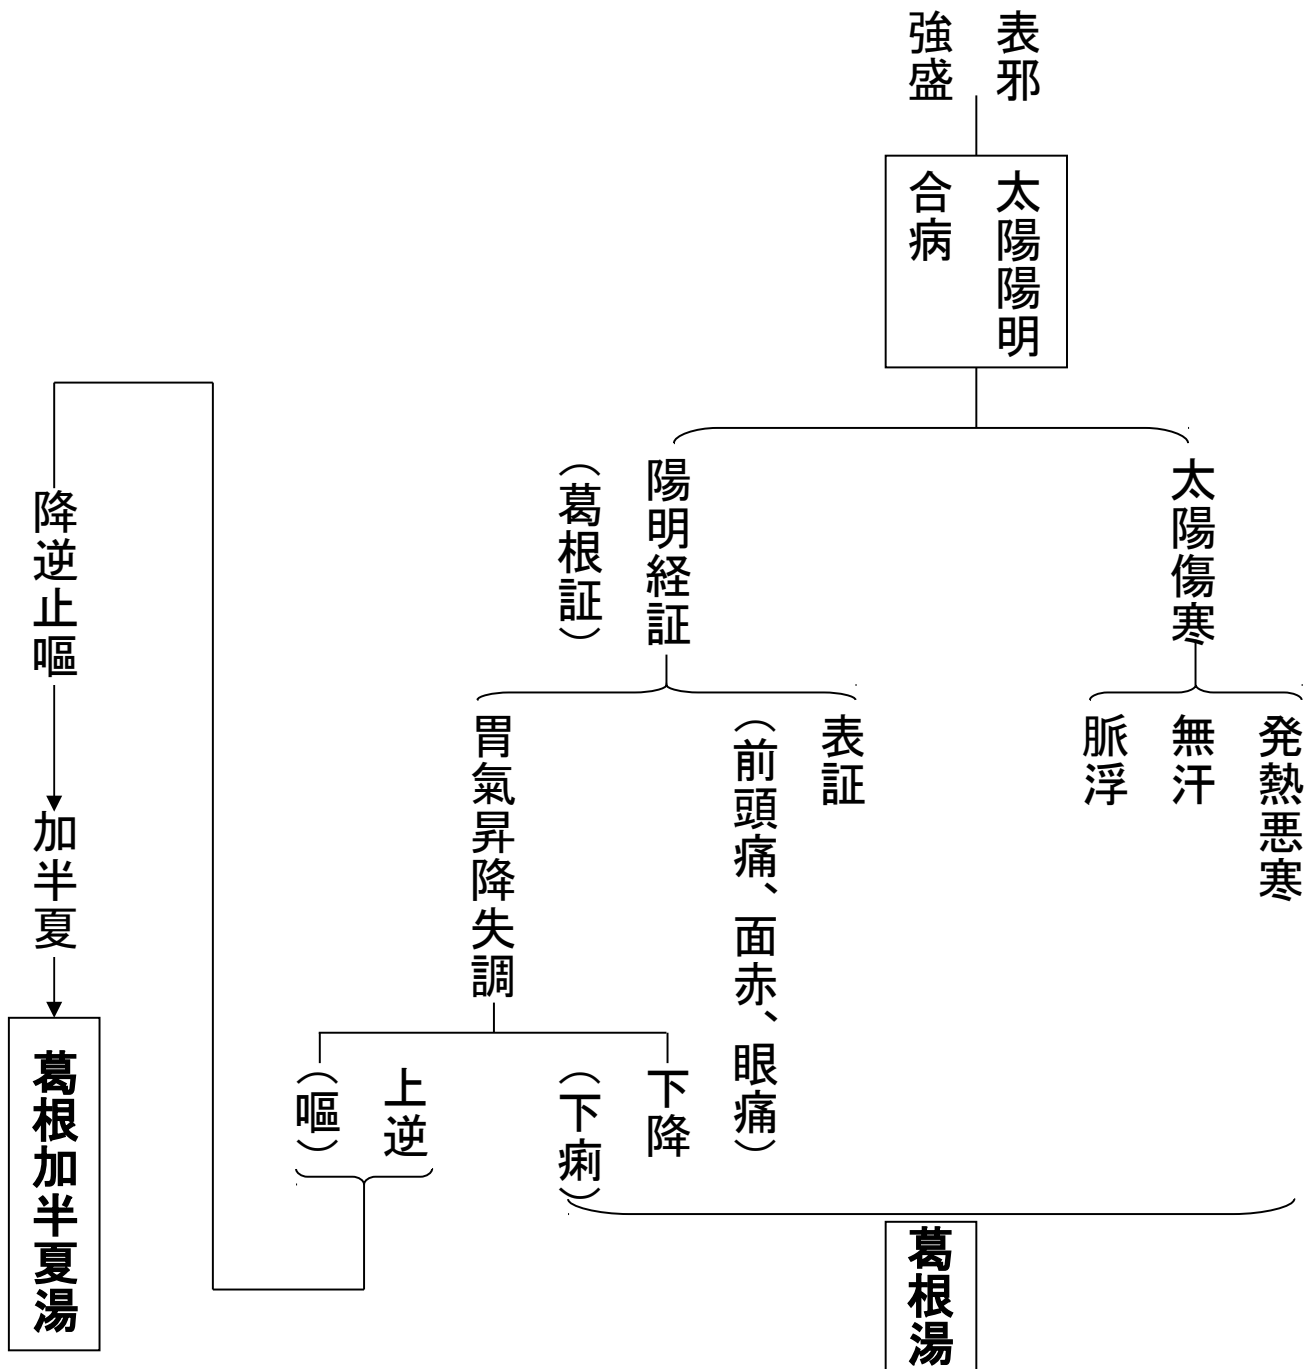 表邪
強盛
太陽陽明
合病
太陽傷寒
発熱悪寒
無汗
脈浮
陽明経証
（葛根証）
表証
（前頭痛、面赤、眼痛）
胃氣昇降失調
下降
（下痢）
葛根湯
上逆
（嘔）
降逆止嘔
加半夏
葛根加半夏湯